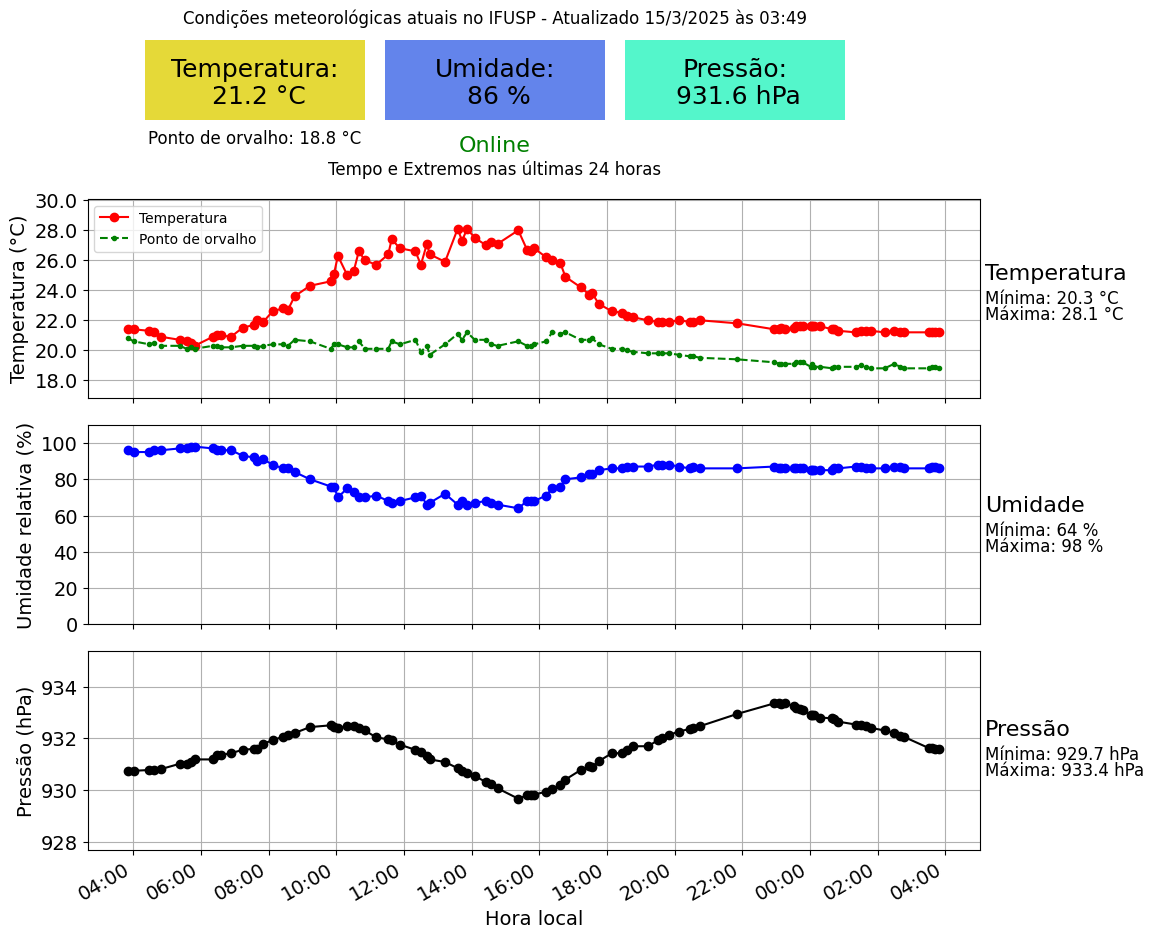 Condições meteorológicas atuais no IFUSP - Atualizado 15/3/2025 às 03:49
Temperatura:
21.2 °C
Umidade:
86 %
Pressão:
931.6 hPa
Ponto de orvalho: 18.8 °C
Online
Tempo e Extremos nas últimas 24 horas
Temperatura (°C)
30.0
28.0
26.0
24.0
22.0
20.0
18.0
Temperatura
Ponto de orvalho
Temperatura
Mínima: 20.3 °C
Máxima: 28.1 °C
Umidade relativa (%)
100
80
60
40
20
0
Umidade
Mínima: 64 %
Máxima: 98 %
Pressão (hPa)
934
932
930
928
Pressão
Mínima: 929.7 hPa
Máxima: 933.4 hPa
04:00 06:00 08:00 10:00 12:00 14:00 16:00 18:00 20:00 22:00 00:00 02:00 04:00
Hora local